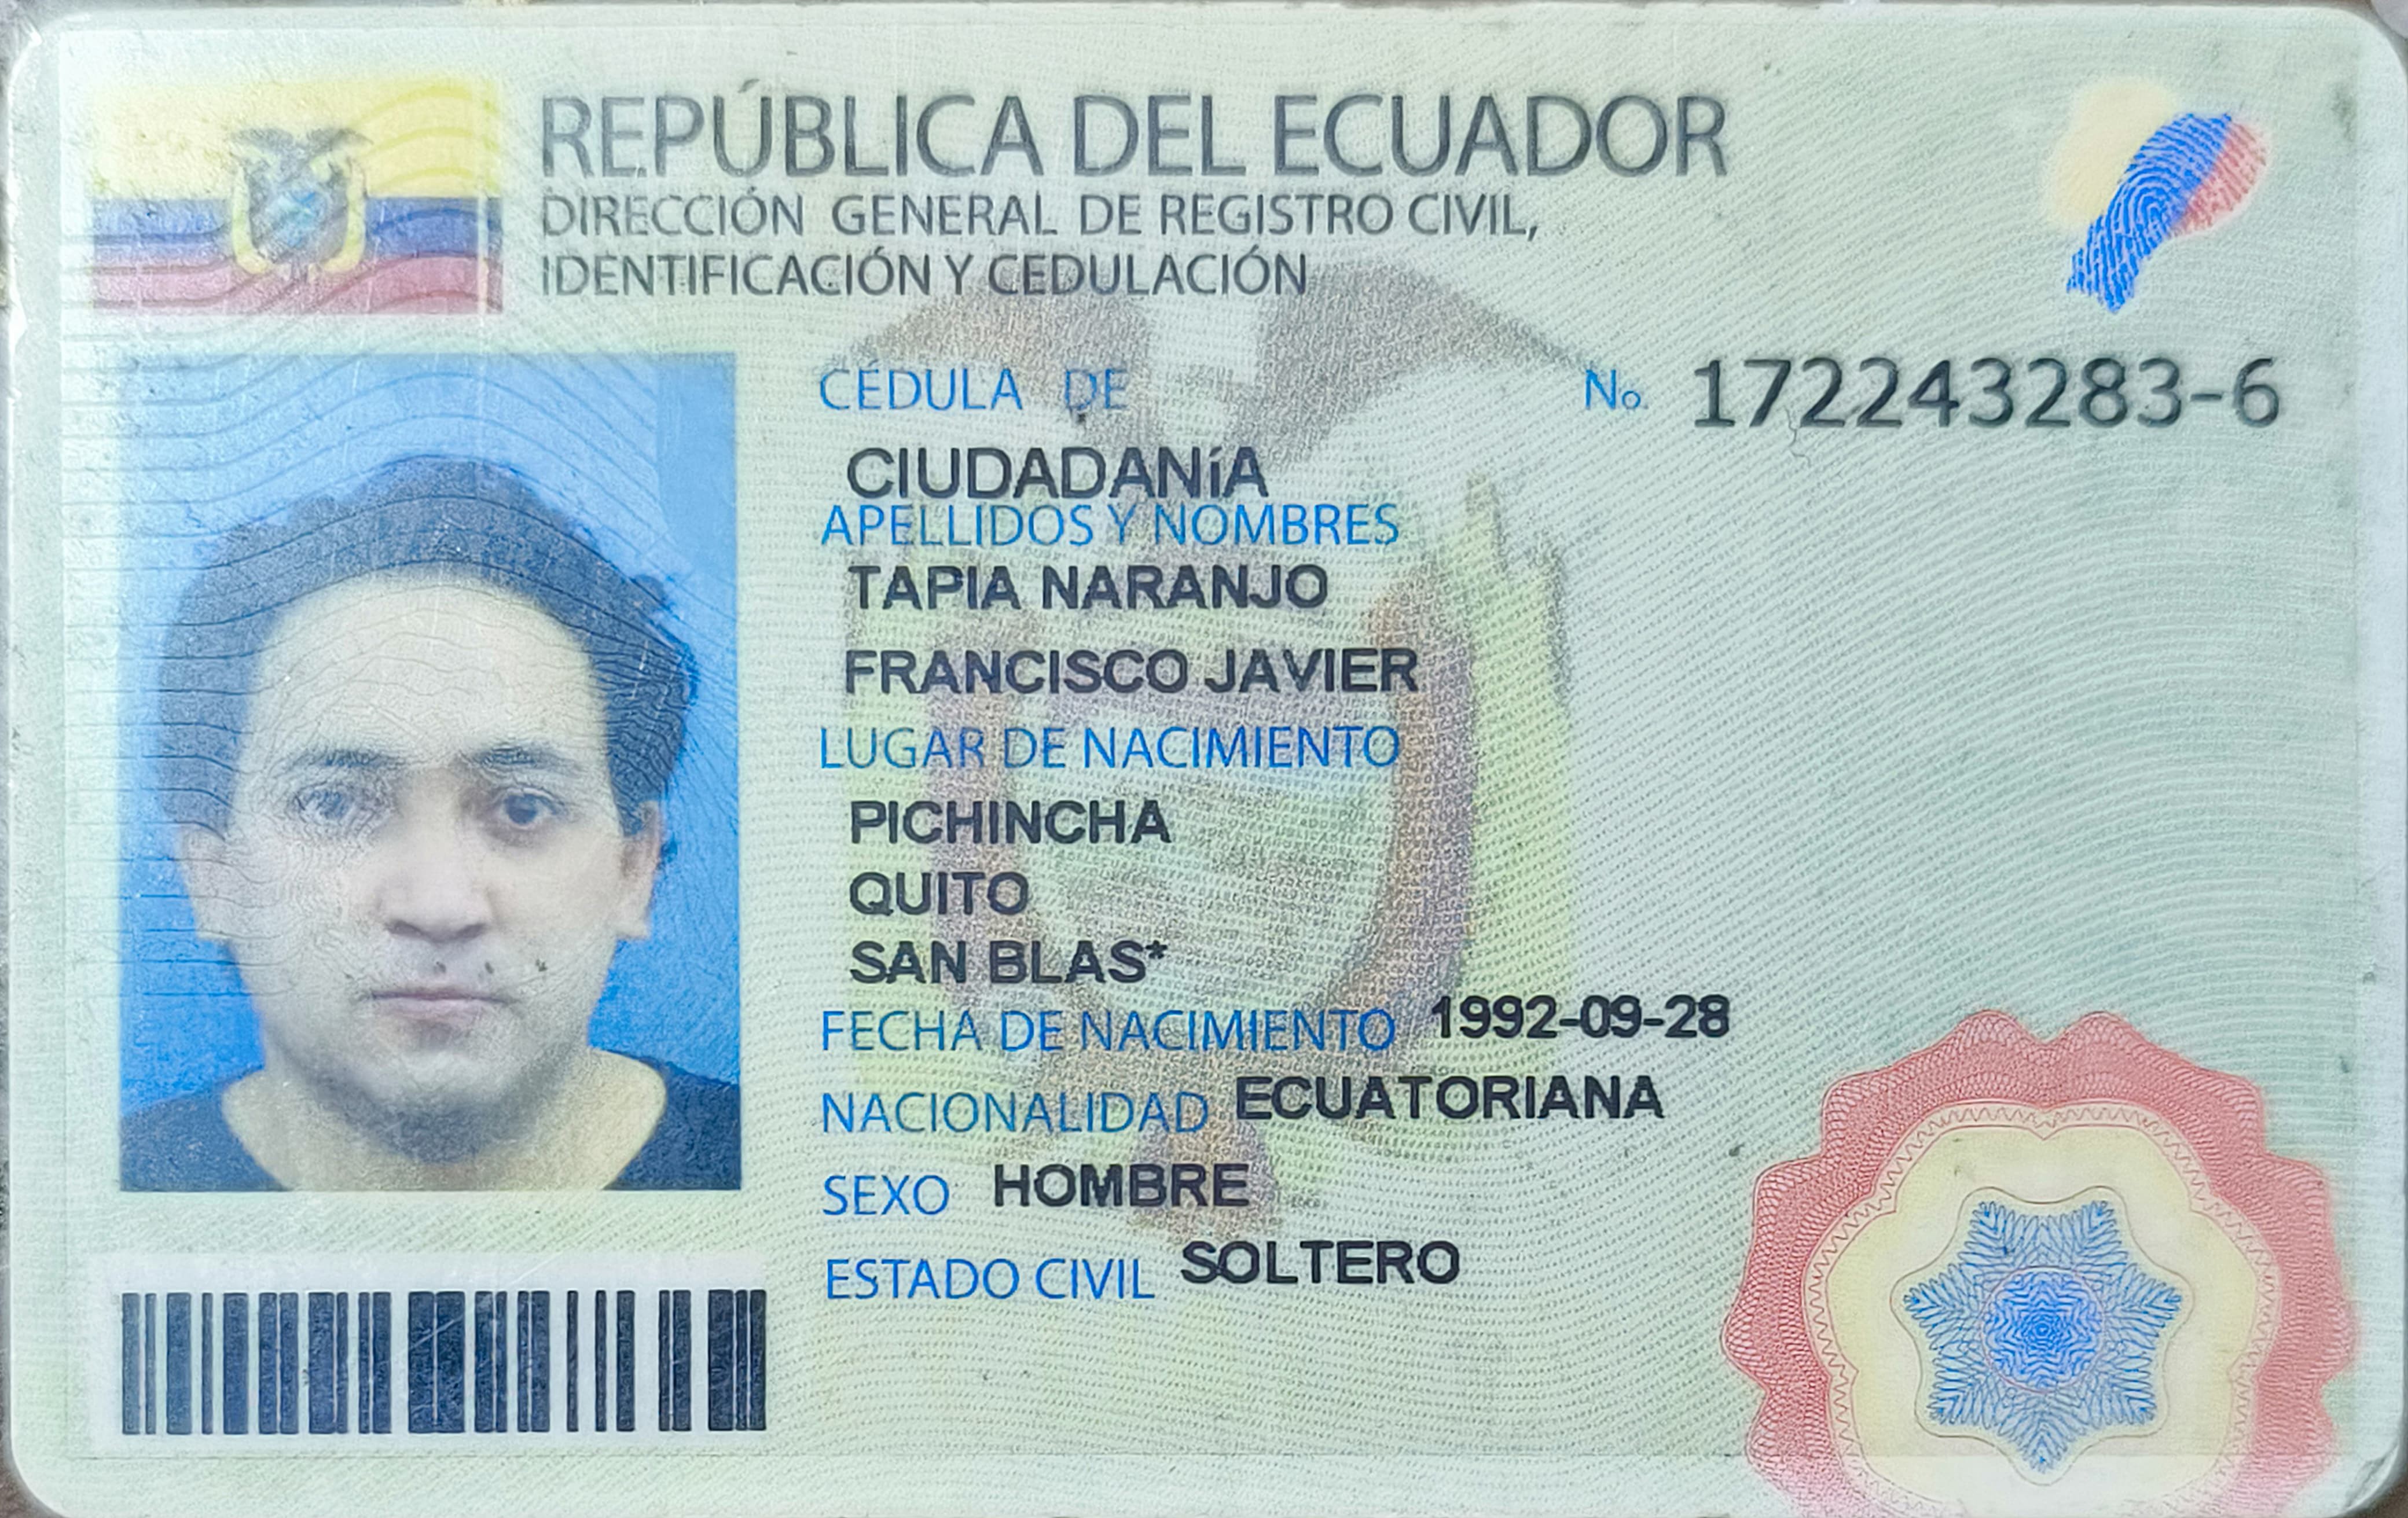 REPÚBLICA DEL ECUADOR
DIRECCIÓN GENERAL DE REGISTRO CIVIL,
IDENTIFICACIÓN Y CEDULACIÓN
CÉDULA DE No. 172243283-6
CIUDADANíA
APELLIDOS Y NOMBRES
TAPIA NARANJO
FRANCISCO JAVIER
LUGAR DE NACIMIENTO
PICHINCHA
QUITO
SAN BLAS*
FECHA DE NACIMIENTO 1992-09-28
NACIONALIDAD ECUATORIANA
SEXO HOMBRE
ESTADO CIVIL SOLTERO